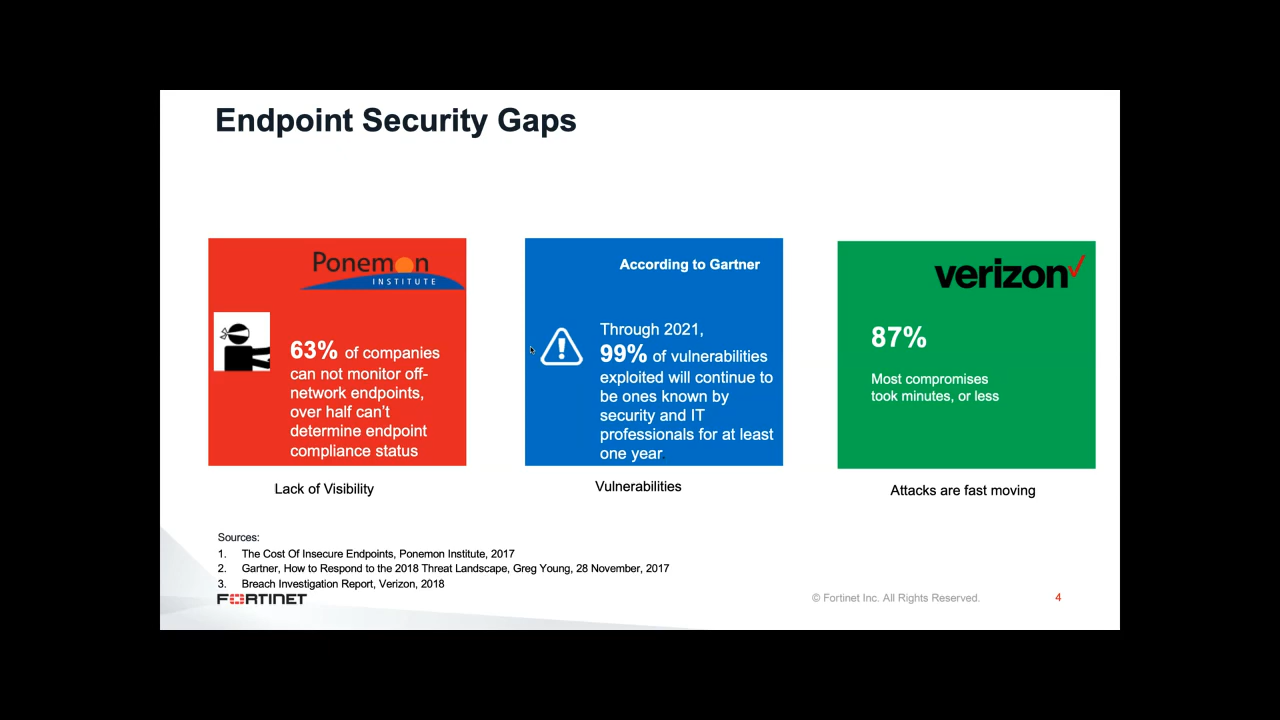 Endpoint Security Gaps
Ponemon
INSTITUTE
63% of companies
can not monitor off-
network endpoints,
over half can't
determine endpoint
compliance status
Lack of Visibility
According to Gartner
Through 2021,
99% of vulnerabilities
exploited will continue to
be ones known by
security and IT
professionals for at least
one year.
Vulnerabilities
verizon
87%
Most compromises
took minutes, or less
Attacks are fast moving
Sources:
1. The Cost Of Insecure Endpoints, Ponemon Institute, 2017
2. Gartner, How to Respond to the 2018 Threat Landscape, Greg Young, 28 November, 2017
3. Breach Investigation Report, Verizon, 2018
FORTINET
© Fortinet Inc. All Rights Reserved.
4